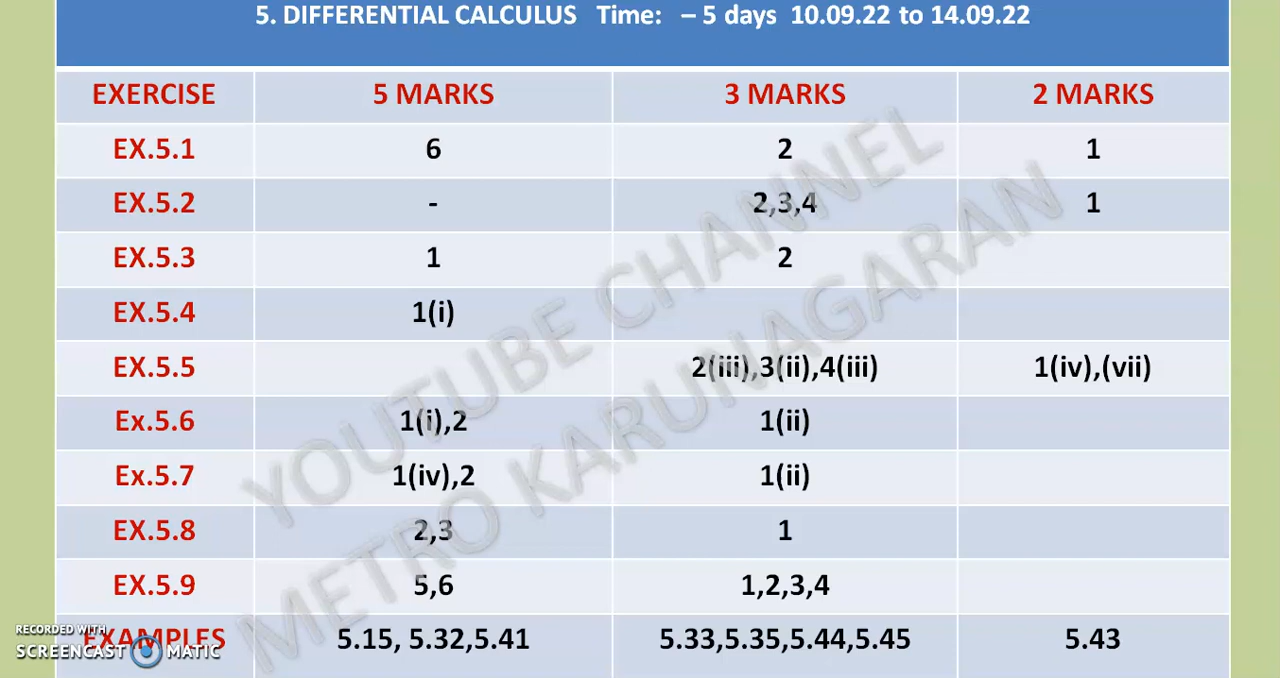 5. DIFFERENTIAL CALCULUS Time: – 5 days 10.09.22 to 14.09.22
EXERCISE 5 MARKS 3 MARKS 2 MARKS
EX.5.1 6 2 1
EX.5.2 - 2,3,4 1
EX.5.3 1 2
EX.5.4 1(i)
EX.5.5 2(iii),3(ii),4(iii) 1(iv),(vii)
Ex.5.6 1(i),2 1(ii)
Ex.5.7 1(iv),2 1(ii)
EX.5.8 2,3 1
EX.5.9 5,6 1,2,3,4
EXAMPLES 5.15, 5.32,5.41 5.33,5.35,5.44,5.45 5.43
YOUTUBE CHANNEL
METRO KARUNAGARAN
RECORDED WITH
SCREENCAST MATIC